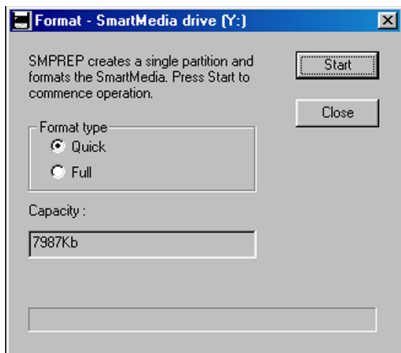 Format - SmartMedia drive (Y:)
SMPREP creates a single partition and
formats the SmartMedia. Press Start to
commence operation.
Start
Close
Format type
Quick
Full
Capacity :
7987Kb